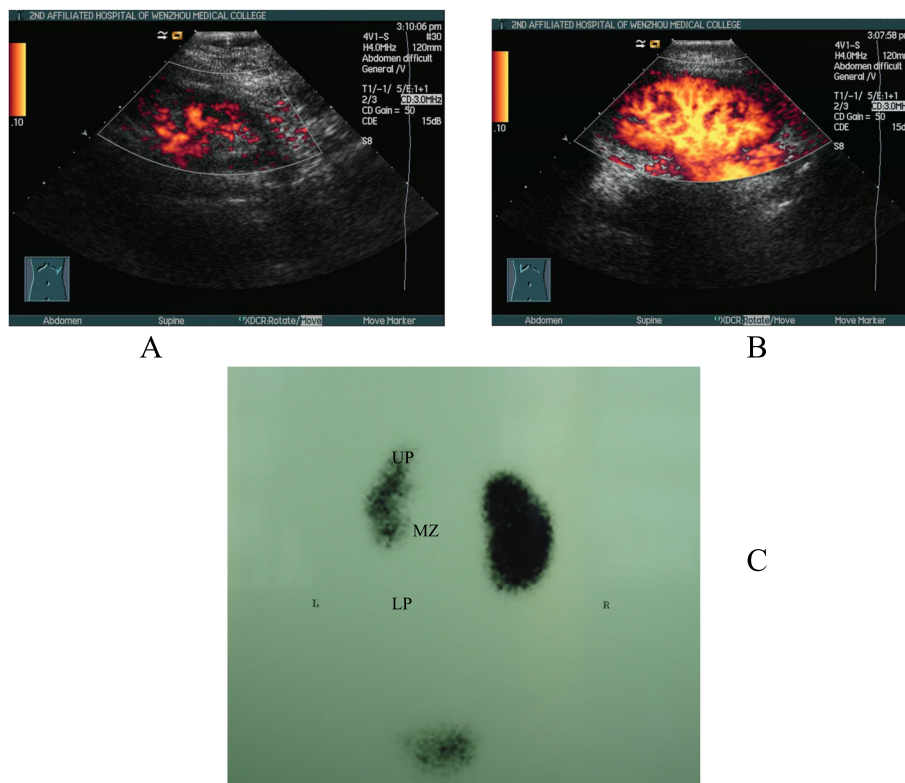 2ND AFFILIATED HOSPITAL OF WENZHOU MEDICAL COLLEGE
3:10:06 pm
4V1-S #30
H4.0MHz 120mm
Abdomen difficult
General /V
T1/-1/ 5/E:1+1
2/3 CD:3.0MHz
CD Gain = 50
CDE 15dB
S8
.10
Abdomen Supine XDCR:Rotate/Move Move Marker
A
2ND AFFILIATED HOSPITAL OF WENZHOU MEDICAL COLLEGE
3:07:58 pm
4V1-S
H4.0MHz 120mm
Abdomen difficult
General /V
T1/-1/ 5/E:1+1
2/3 CD:3.0MHz
CD Gain = 50
CDE 15dB
S8
.10
Abdomen Supine XDCR:Rotate/Move Move Marker
B
UP
MZ
LP
L
R
C